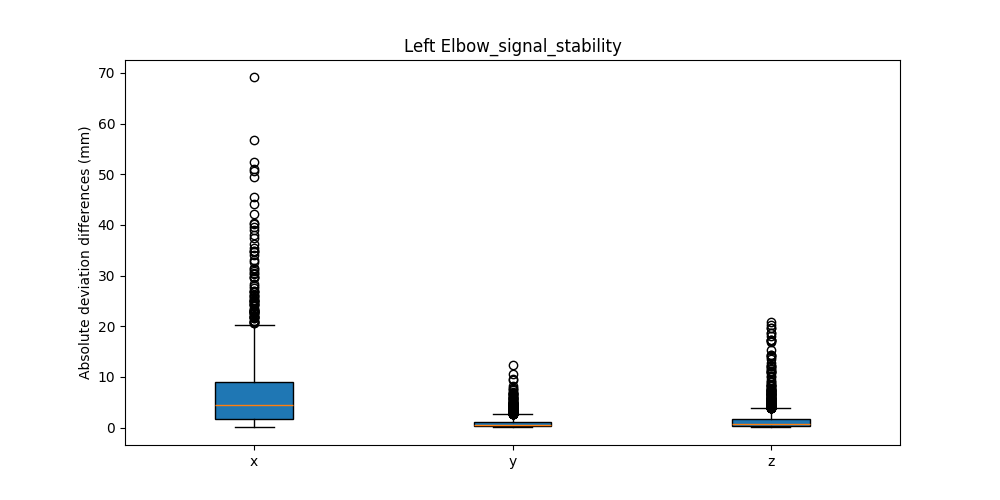 Left Elbow_signal_stability
Absolute deviation differences (mm)
70
60
50
40
30
20
10
0
x y z